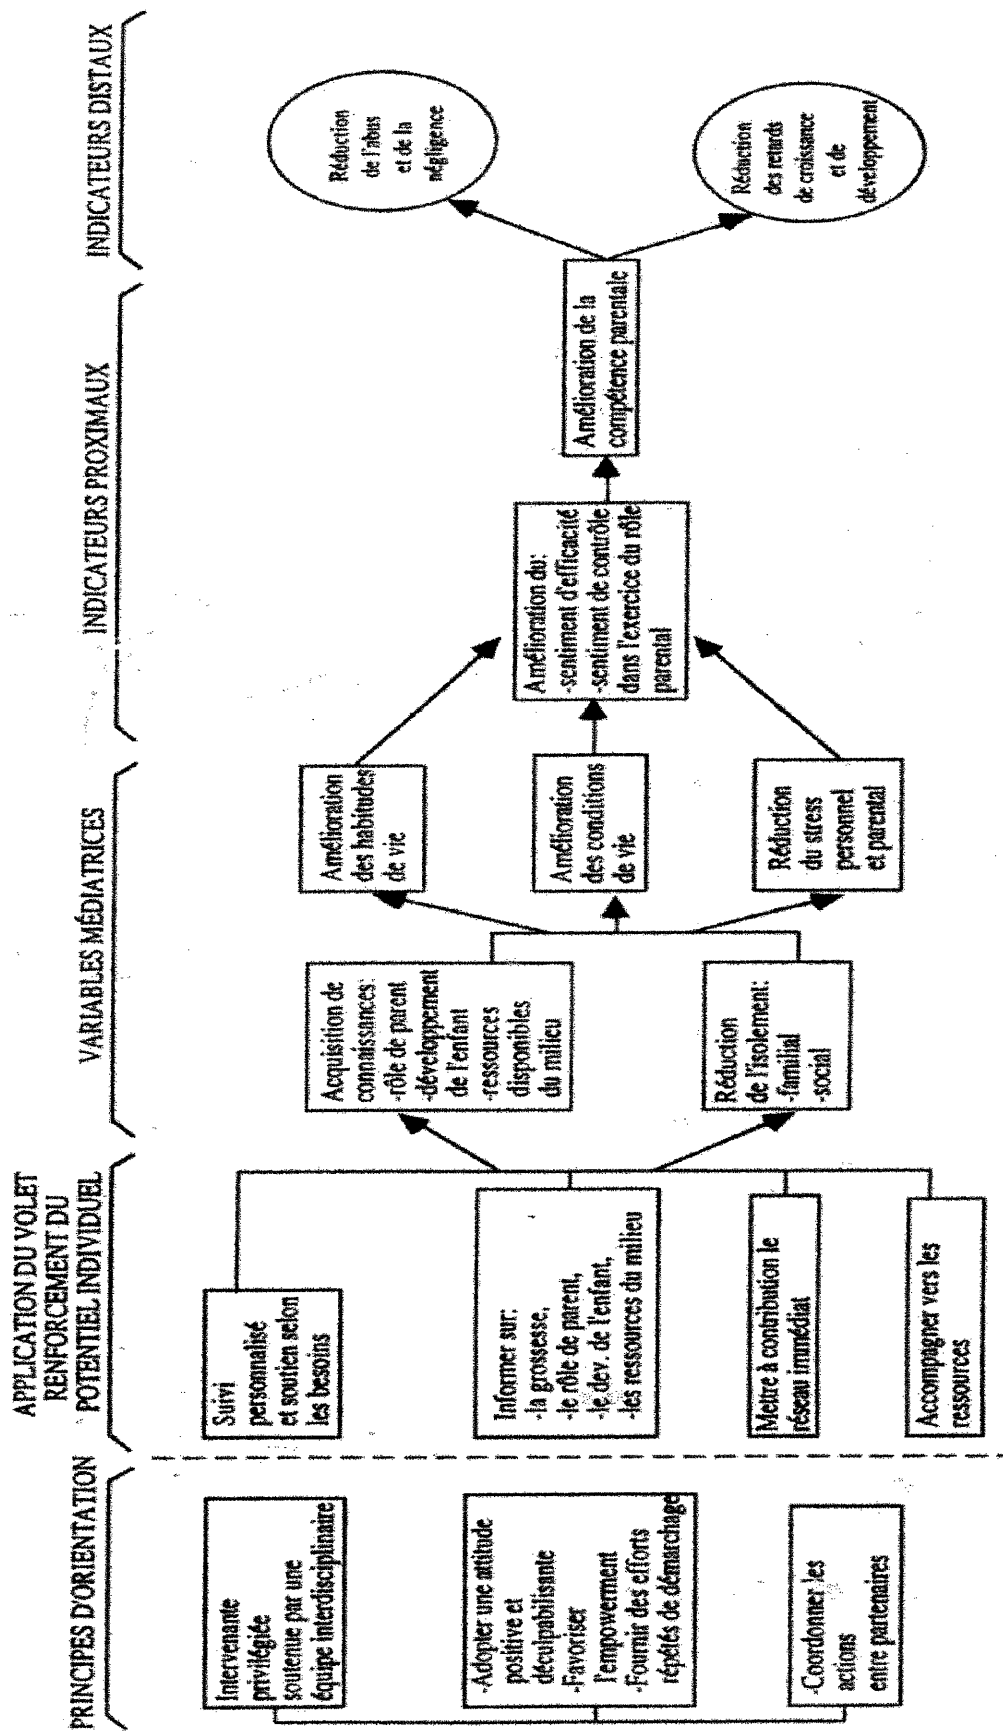 PRINCIPES D'ORIENTATION
APPLICATION DU VOLET
RENFORCEMENT DU
POTENTIEL INDIVIDUEL
VARIABLES MÉDIATRICES
INDICATEURS PROXIMAUX
INDICATEURS DISTAUX
Intervenante
privilégiée
soutenue par une
équipe interdisciplinaire
-Adopter une attitude
positive et
déculpabilisante
-Favoriser
l'empowerment
-Fournir des efforts
répétés de démarchage
-Coordonner les
actions
entre partenaires
Suivi
personnalisé
et soutien selon
les besoins
Informer sur:
-la grossesse,
-le rôle de parent,
-le dev. de l'enfant,
-les ressources du milieu
Mettre à contribution le
réseau immédiat
Accompagner vers les
ressources
Acquisition de
connaissances:
-rôle de parent
-développement
de l'enfant
-ressources
disponibles
du milieu
Réduction
de l'isolement:
-familial
-social
Amélioration
des habitudes
de vie
Amélioration
des conditions
de vie
Réduction
du stress
personnel
et parental
Amélioration du:
-sentiment d'efficacité
-sentiment de contrôle
dans l'exercice du rôle
parental
Amélioration de la
compétence parentale
Réduction
de l'abus
et de la
négligence
Réduction
des retards
de croissance
et de
développement